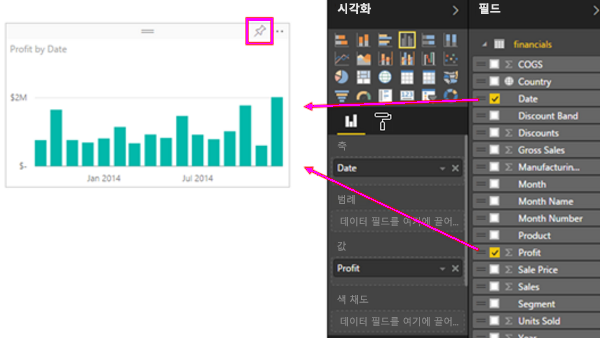 Profit by Date
$2M
$-
Jan 2014
Jul 2014
시각화
축
Date
범례
데이터 필드를 여기에 끌어...
값
Profit
색 채도
데이터 필드를 여기에 끌어...
필드
financials
COGS
Country
Date
Discount Band
Discounts
Gross Sales
Manufacturin...
Month
Month Name
Month Number
Product
Profit
Sale Price
Sales
Segment
Units Sold
Year